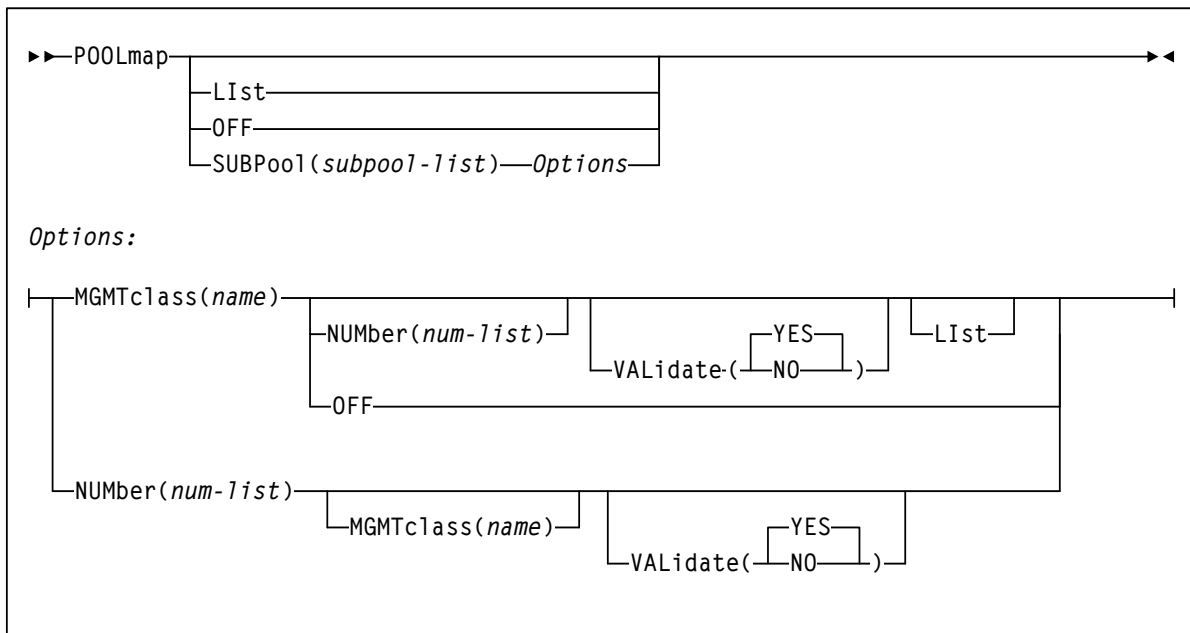 POOLmap
LIst
OFF
SUBPool(subpool-list) Options
Options:
MGMTclass(name)
NUMber(num-list) YES LIst
VALidate ( NO )
OFF
NUMber(num-list)
MGMTclass(name) YES
VALidate( NO )